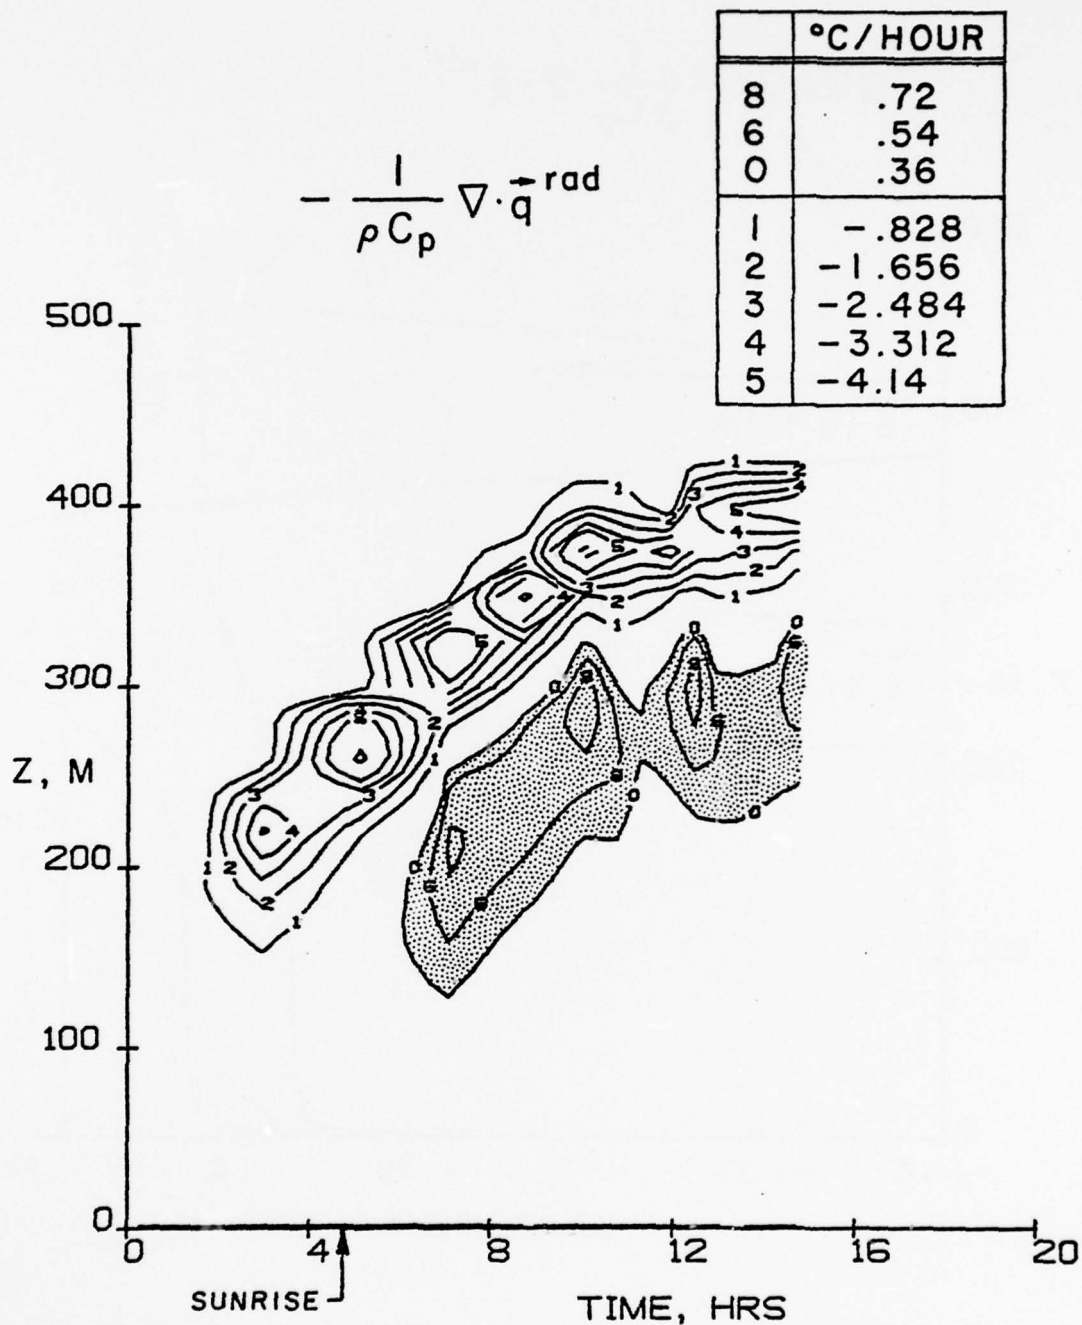 °C/HOUR
8 .72
6 .54
0 .36
1 -.828
2 -1.656
3 -2.484
4 -3.312
5 -4.14
- 1/ρCp ∇·q⃗ rad
500
400
300
Z, M
200
100
0
0 4 8 12 16 20
SUNRISE
TIME, HRS